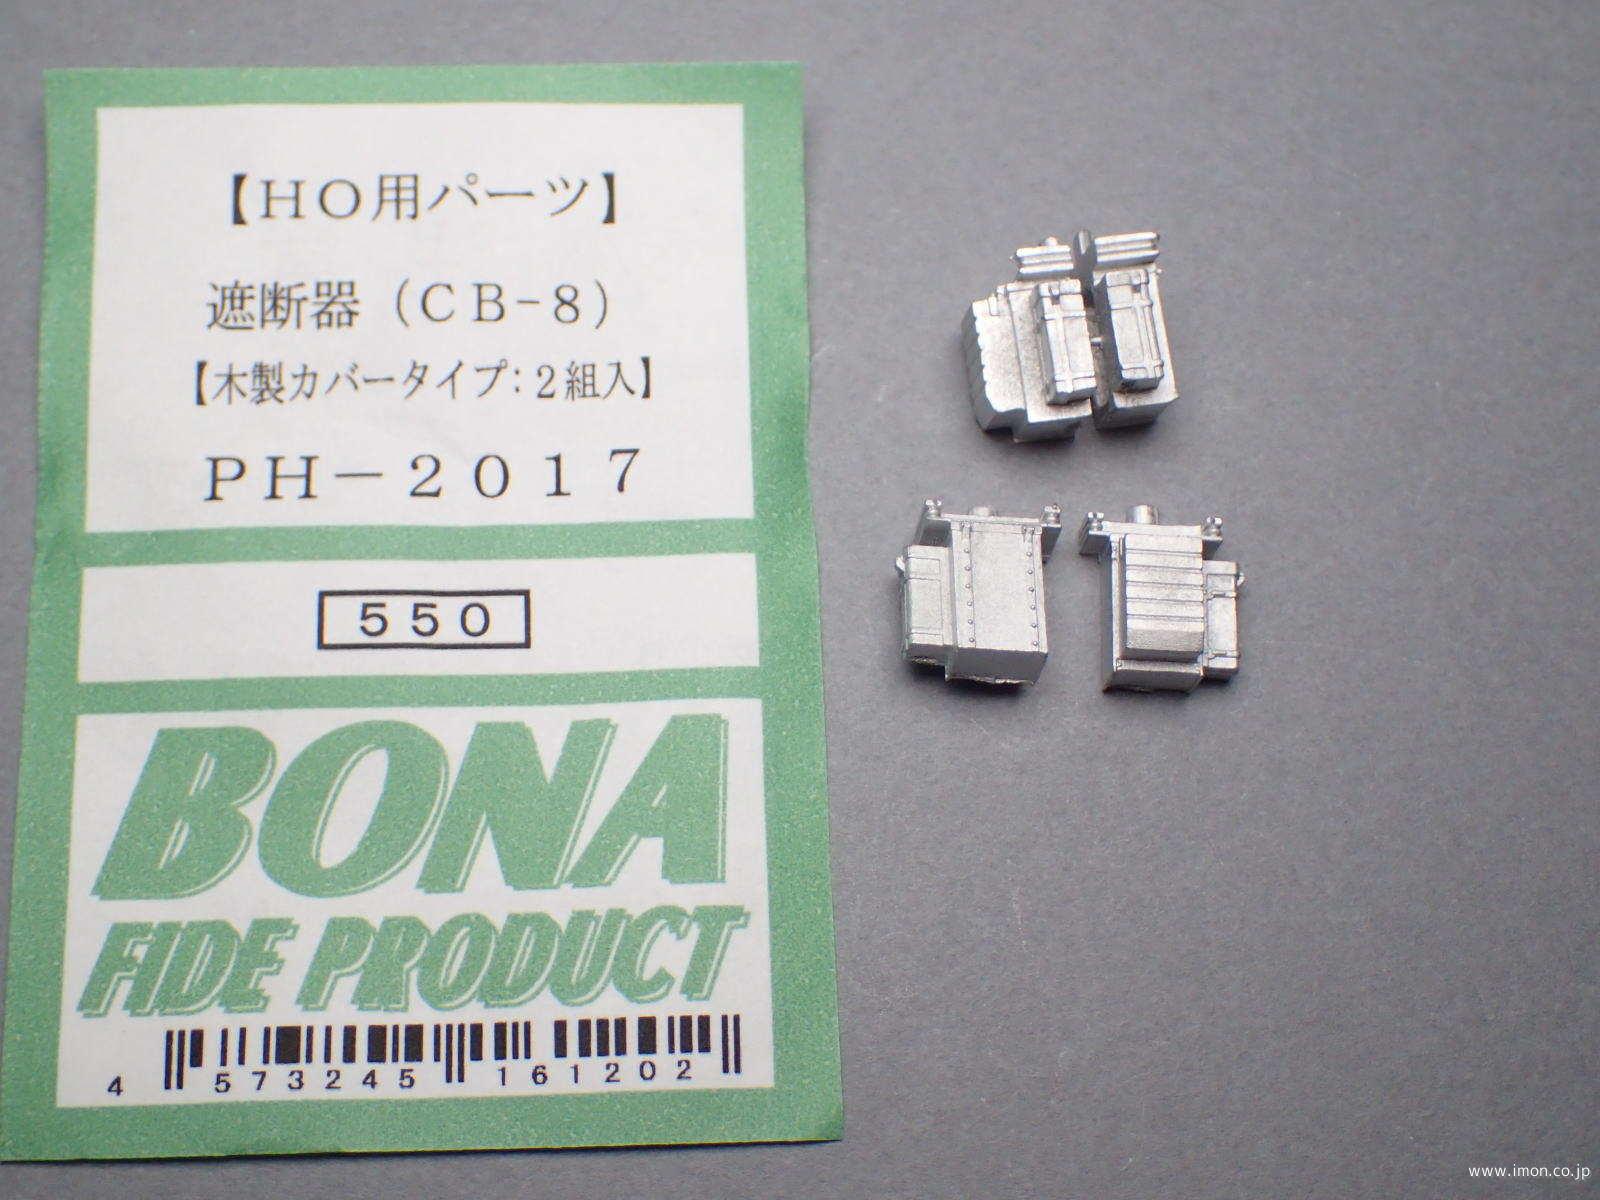 【ＨＯ用パーツ】
遮断器（ＣＢ−８）
【木製カバータイプ：２組入】
ＰＨ−２０１７
５５０
BONA
FIDE PRODUCT
4 573245 161202
www.imon.co.jp